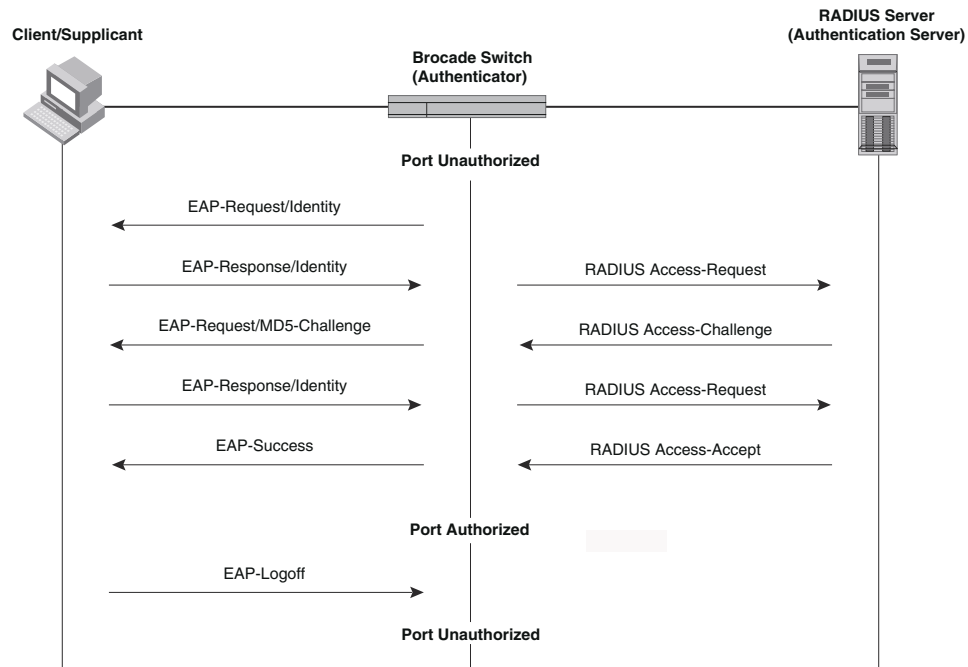 Client/Supplicant
RADIUS Server
(Authentication Server)
Brocade Switch
(Authenticator)
Port Unauthorized
EAP-Request/Identity
EAP-Response/Identity
RADIUS Access-Request
EAP-Request/MD5-Challenge
RADIUS Access-Challenge
EAP-Response/Identity
RADIUS Access-Request
EAP-Success
RADIUS Access-Accept
Port Authorized
EAP-Logoff
Port Unauthorized